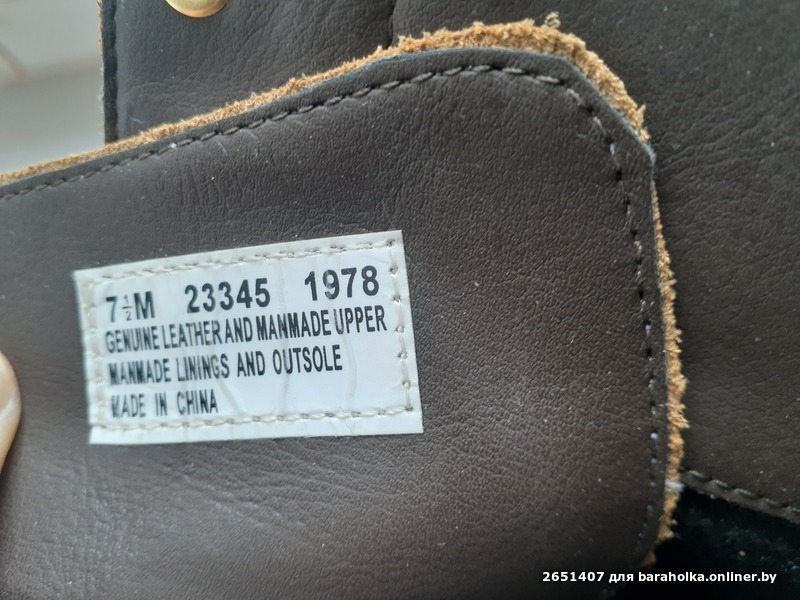 7½M 23345 1978
GENUINE LEATHER AND MANMADE UPPER
MANMADE LININGS AND OUTSOLE
MADE IN CHINA
2651407 для baraholka.onliner.by